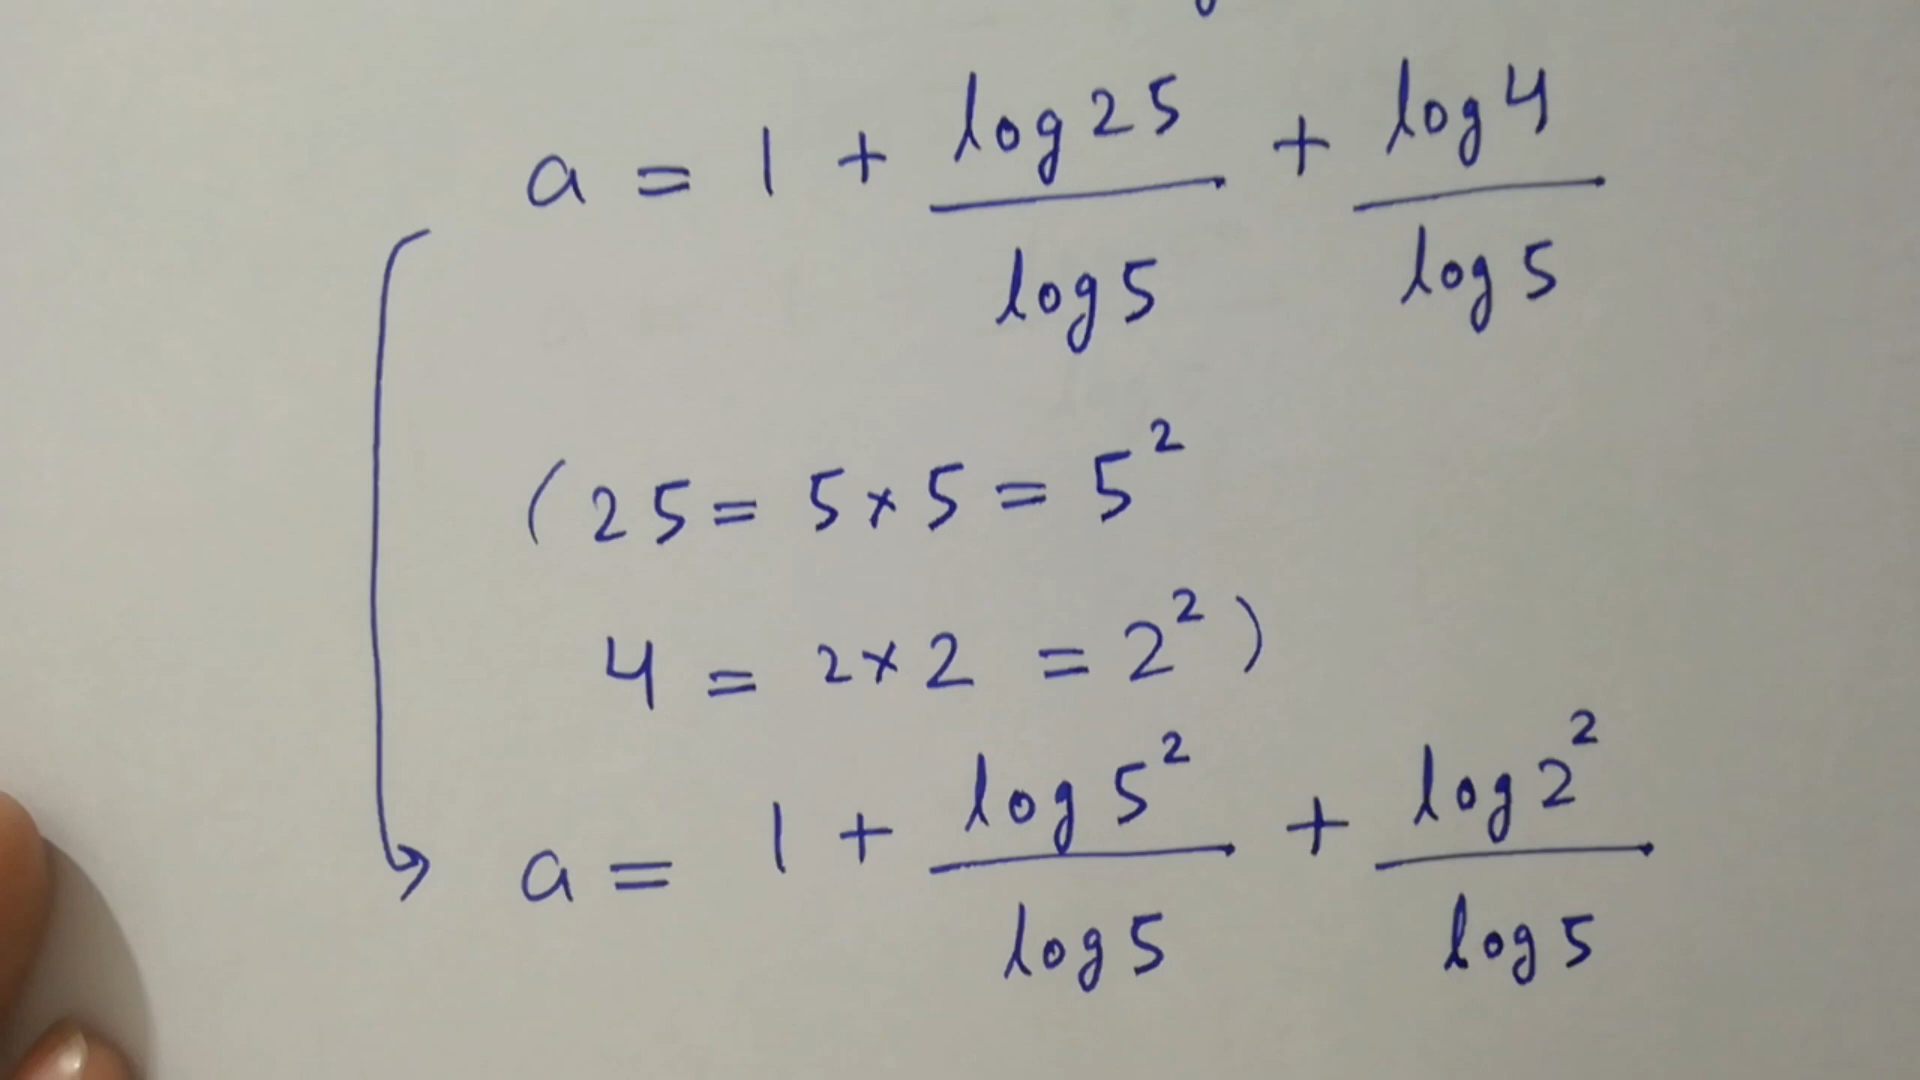 a = 1 + log 25 / log 5 + log 4 / log 5
( 25 = 5 × 5 = 5²
4 = 2 × 2 = 2² )
a = 1 + log 5² / log 5 + log 2² / log 5